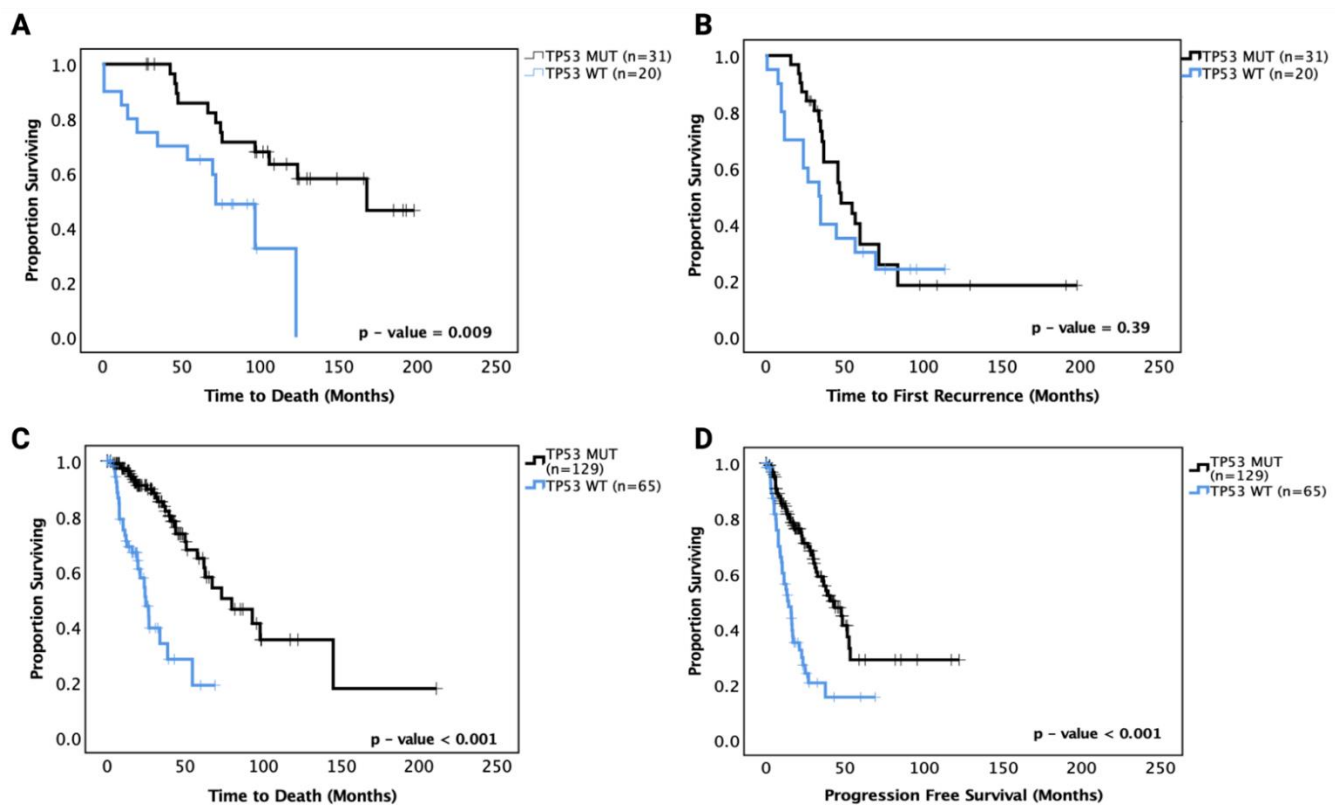 A
TP53 MUT (n=31)
TP53 WT (n=20)
Proportion Surviving
1.0
0.8
0.6
0.4
0.2
0.0
p – value = 0.009
0 50 100 150 200 250
Time to Death (Months)
B
TP53 MUT (n=31)
TP53 WT (n=20)
Proportion Surviving
1.0
0.8
0.6
0.4
0.2
0.0
p – value = 0.39
0 50 100 150 200 250
Time to First Recurrence (Months)
C
TP53 MUT
(n=129)
TP53 WT (n=65)
Proportion Surviving
1.0
0.8
0.6
0.4
0.2
0.0
p – value < 0.001
0 50 100 150 200 250
Time to Death (Months)
D
TP53 MUT
(n=129)
TP53 WT (n=65)
Proportion Surviving
1.0
0.8
0.6
0.4
0.2
0.0
p – value < 0.001
0 50 100 150 200 250
Progression Free Survival (Months)